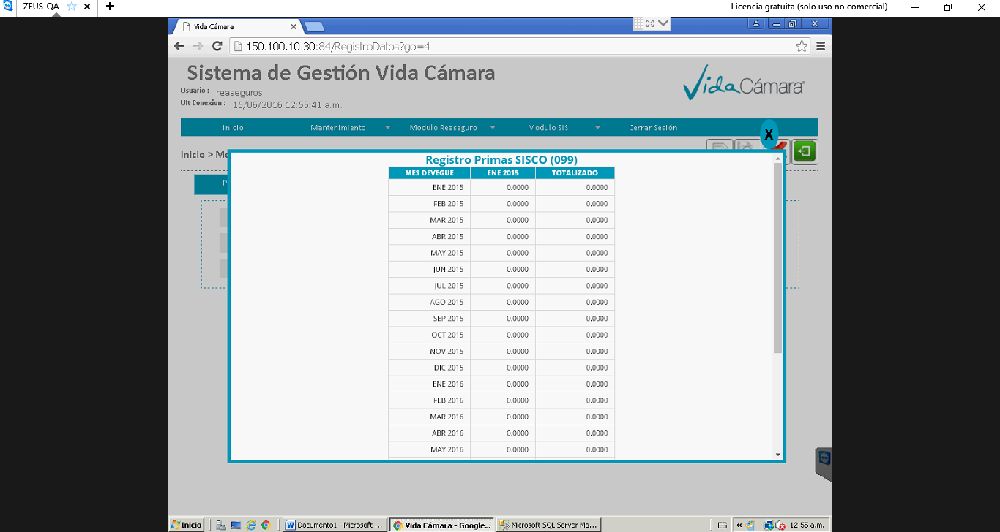 ZEUS-QA
Licencia gratuita (solo uso no comercial)
Vida Cámara
150.100.10.30:84/RegistroDatos?go=4
Sistema de Gestión Vida Cámara
Usuario : reaseguros
Ult Conexion : 15/06/2016 12:55:41 a.m.
VidaCámara
Inicio Mantenimiento Modulo Reaseguro Modulo SIS Cerrar Sesión
X
Inicio > Mo
P
Registro Primas SISCO (099)
MES DEVEGUE ENE 2015 TOTALIZADO
ENE 2015 0.0000 0.0000
FEB 2015 0.0000 0.0000
MAR 2015 0.0000 0.0000
ABR 2015 0.0000 0.0000
MAY 2015 0.0000 0.0000
JUN 2015 0.0000 0.0000
JUL 2015 0.0000 0.0000
AGO 2015 0.0000 0.0000
SEP 2015 0.0000 0.0000
OCT 2015 0.0000 0.0000
NOV 2015 0.0000 0.0000
DIC 2015 0.0000 0.0000
ENE 2016 0.0000 0.0000
FEB 2016 0.0000 0.0000
MAR 2016 0.0000 0.0000
ABR 2016 0.0000 0.0000
MAY 2016 0.0000 0.0000
Inicio Documento1 - Microsoft ... Vida Cámara - Google... Microsoft SQL Server Ma... ES « 12:55 a.m.